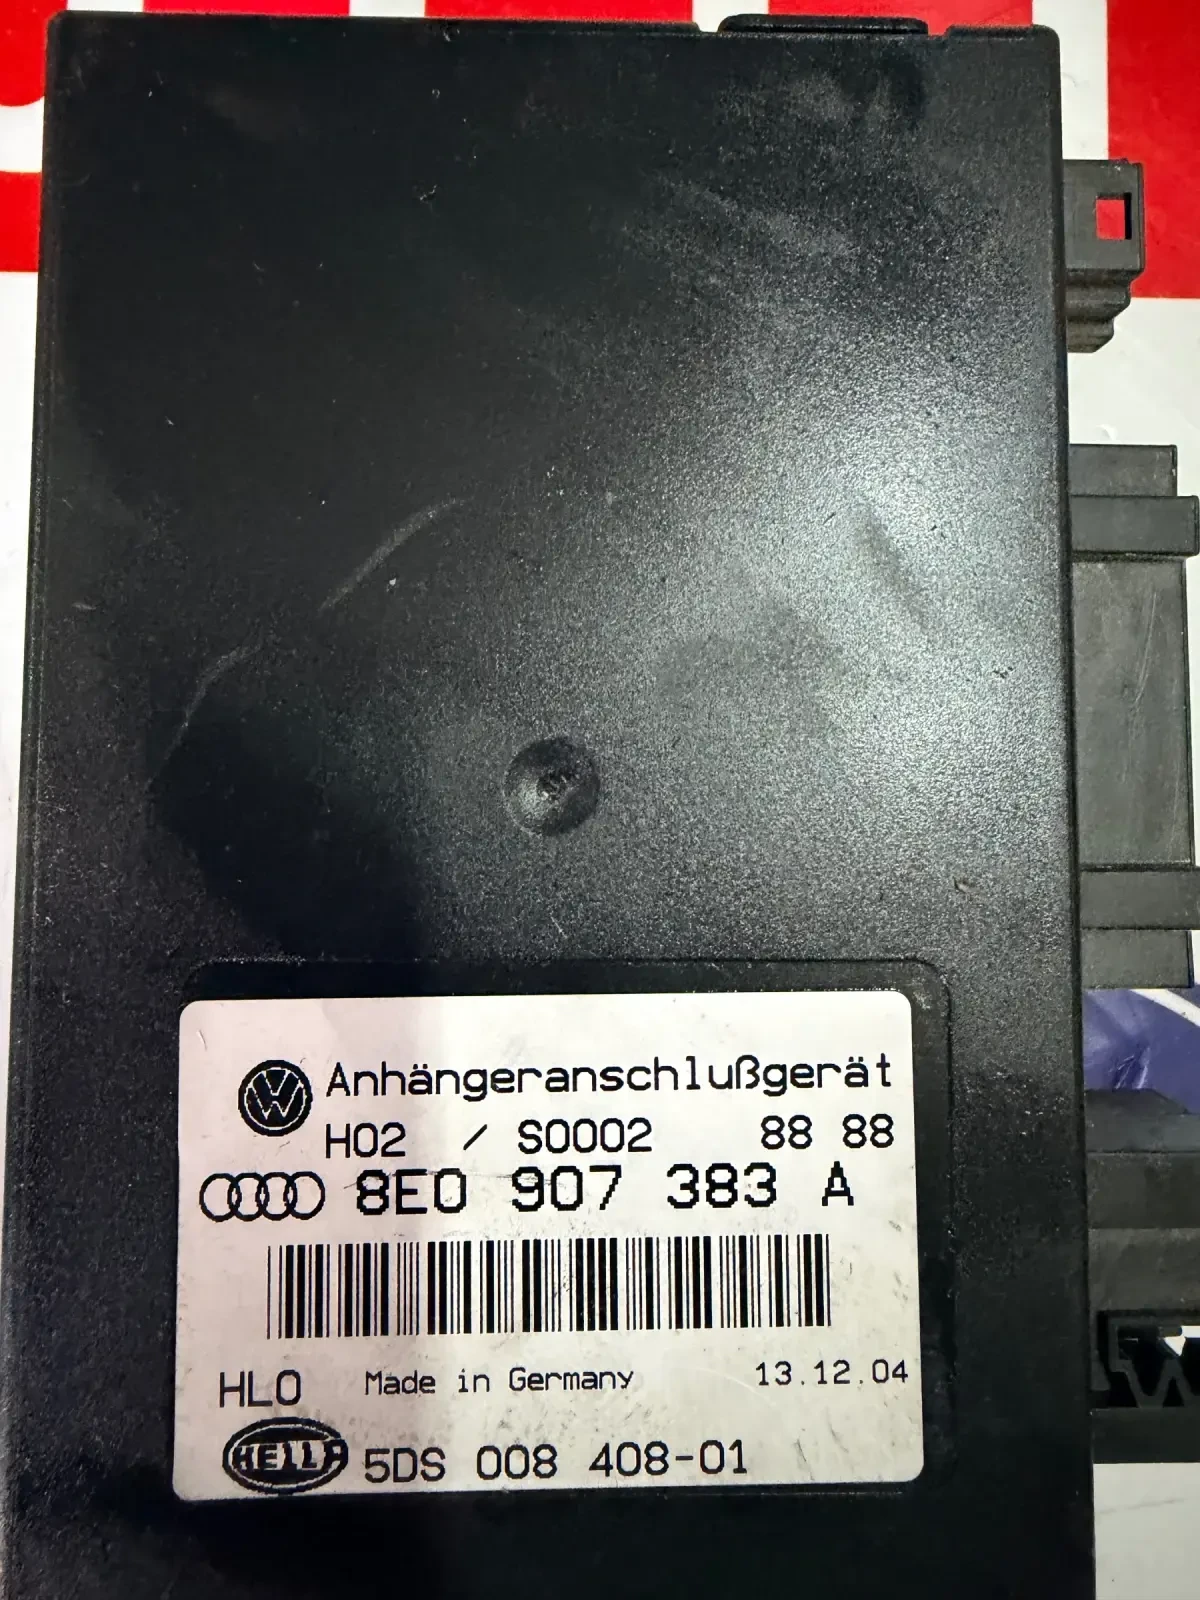 Anhängeranschlußgerät
H02 / S0002 88 88
8E0 907 383 A
HLO Made in Germany 13.12.04
HELLA 5DS 008 408-01